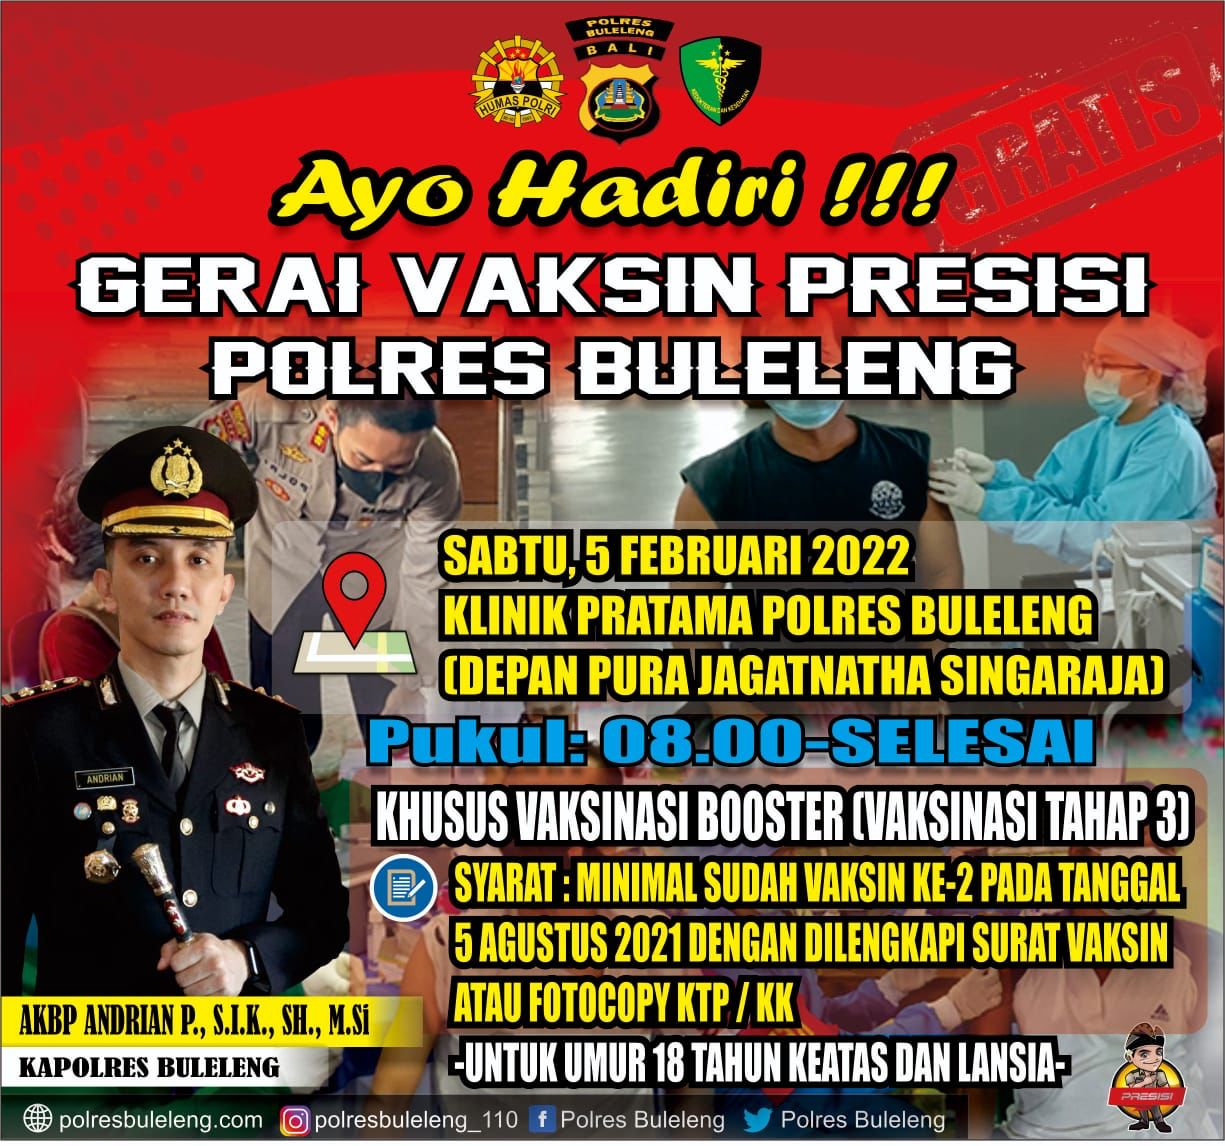 POLRES
BULELENG
BALI
HUMAS POLRI
KEDOKTERAN DAN KESEHATAN
GRATIS
Ayo Hadiri !!!
GERAI VAKSIN PRESISI
POLRES BULELENG
SABTU, 5 FEBRUARI 2022
KLINIK PRATAMA POLRES BULELENG
(DEPAN PURA JAGATNATHA SINGARAJA)
Pukul: 08.00-SELESAI
KHUSUS VAKSINASI BOOSTER (VAKSINASI TAHAP 3)
SYARAT : MINIMAL SUDAH VAKSIN KE-2 PADA TANGGAL
5 AGUSTUS 2021 DENGAN DILENGKAPI SURAT VAKSIN
ATAU FOTOCOPY KTP / KK
-UNTUK UMUR 18 TAHUN KEATAS DAN LANSIA-
ANDRIAN
AKBP ANDRIAN P., S.I.K., SH., M.Si
KAPOLRES BULELENG
PRESISI
polresbuleleng.com
polresbuleleng_110
Polres Buleleng
Polres Buleleng